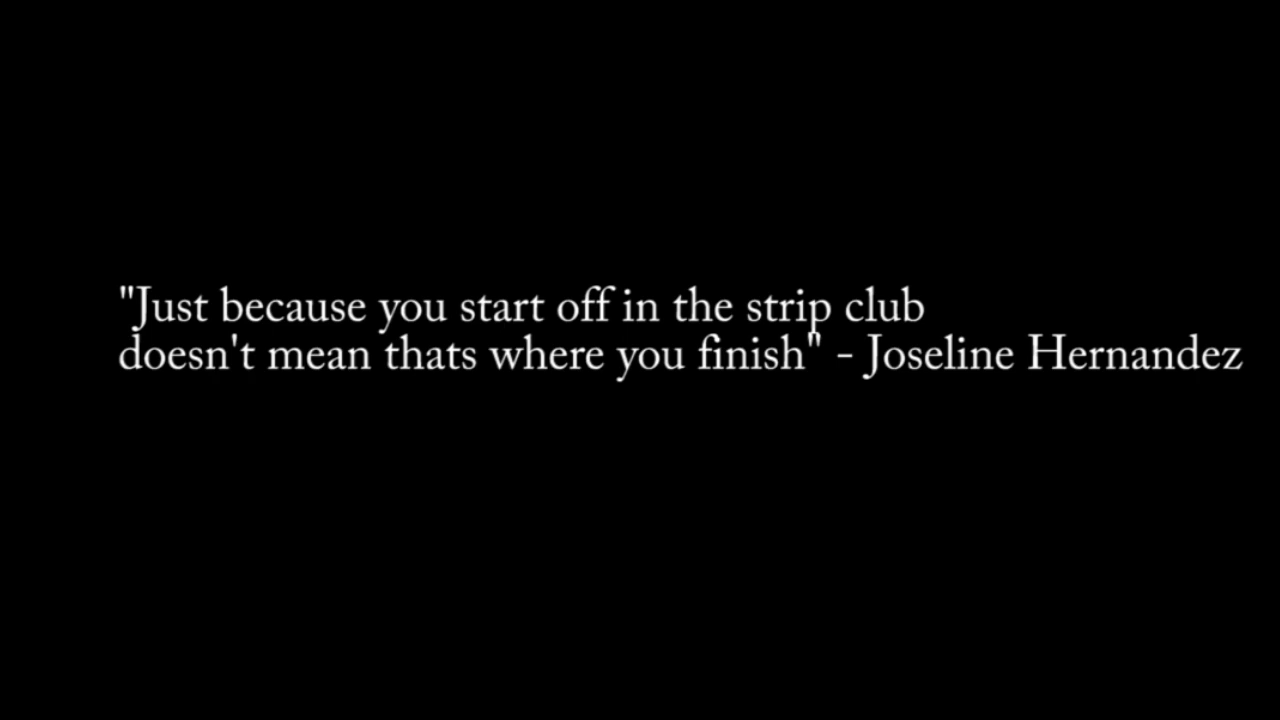 "Just because you start off in the strip club
doesn't mean thats where you finish" - Joseline Hernandez